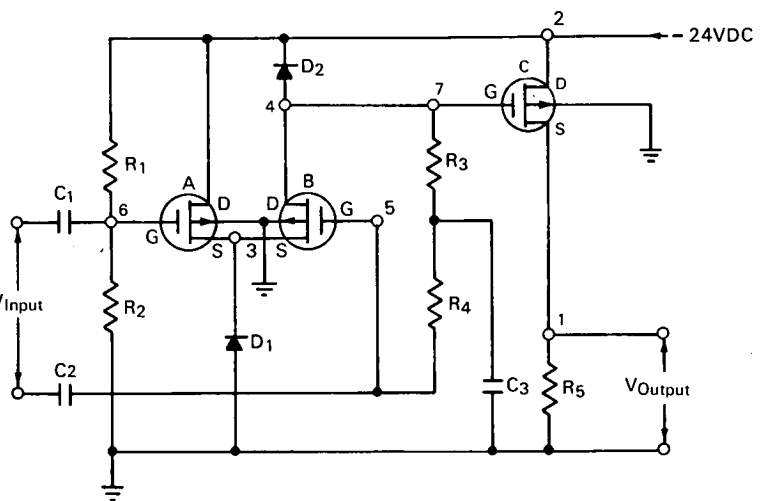 2
- 24VDC
C
D
G
S
D2
4
7
R1
R3
A
B
C1
6
D
D
G
5
G
S
3
S
VInput
R2
R4
D1
1
C2
C3
R5
VOutput